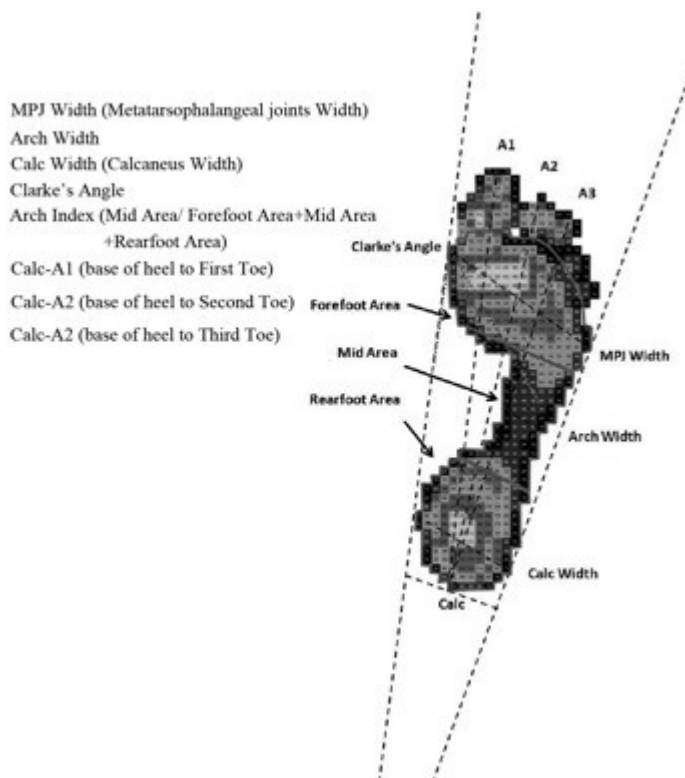 MPJ Width (Metatarsophalangeal joints Width)
Arch Width
Calc Width (Calcaneus Width)
Clarke's Angle
Arch Index (Mid Area/ Forefoot Area+Mid Area
+Rearfoot Area)
Calc-A1 (base of heel to First Toe)
Calc-A2 (base of heel to Second Toe)
Calc-A2 (base of heel to Third Toe)
A1
A2
A3
Clarke's Angle
Forefoot Area
Mid Area
MPJ Width
Rearfoot Area
Arch Width
Calc Width
Calc